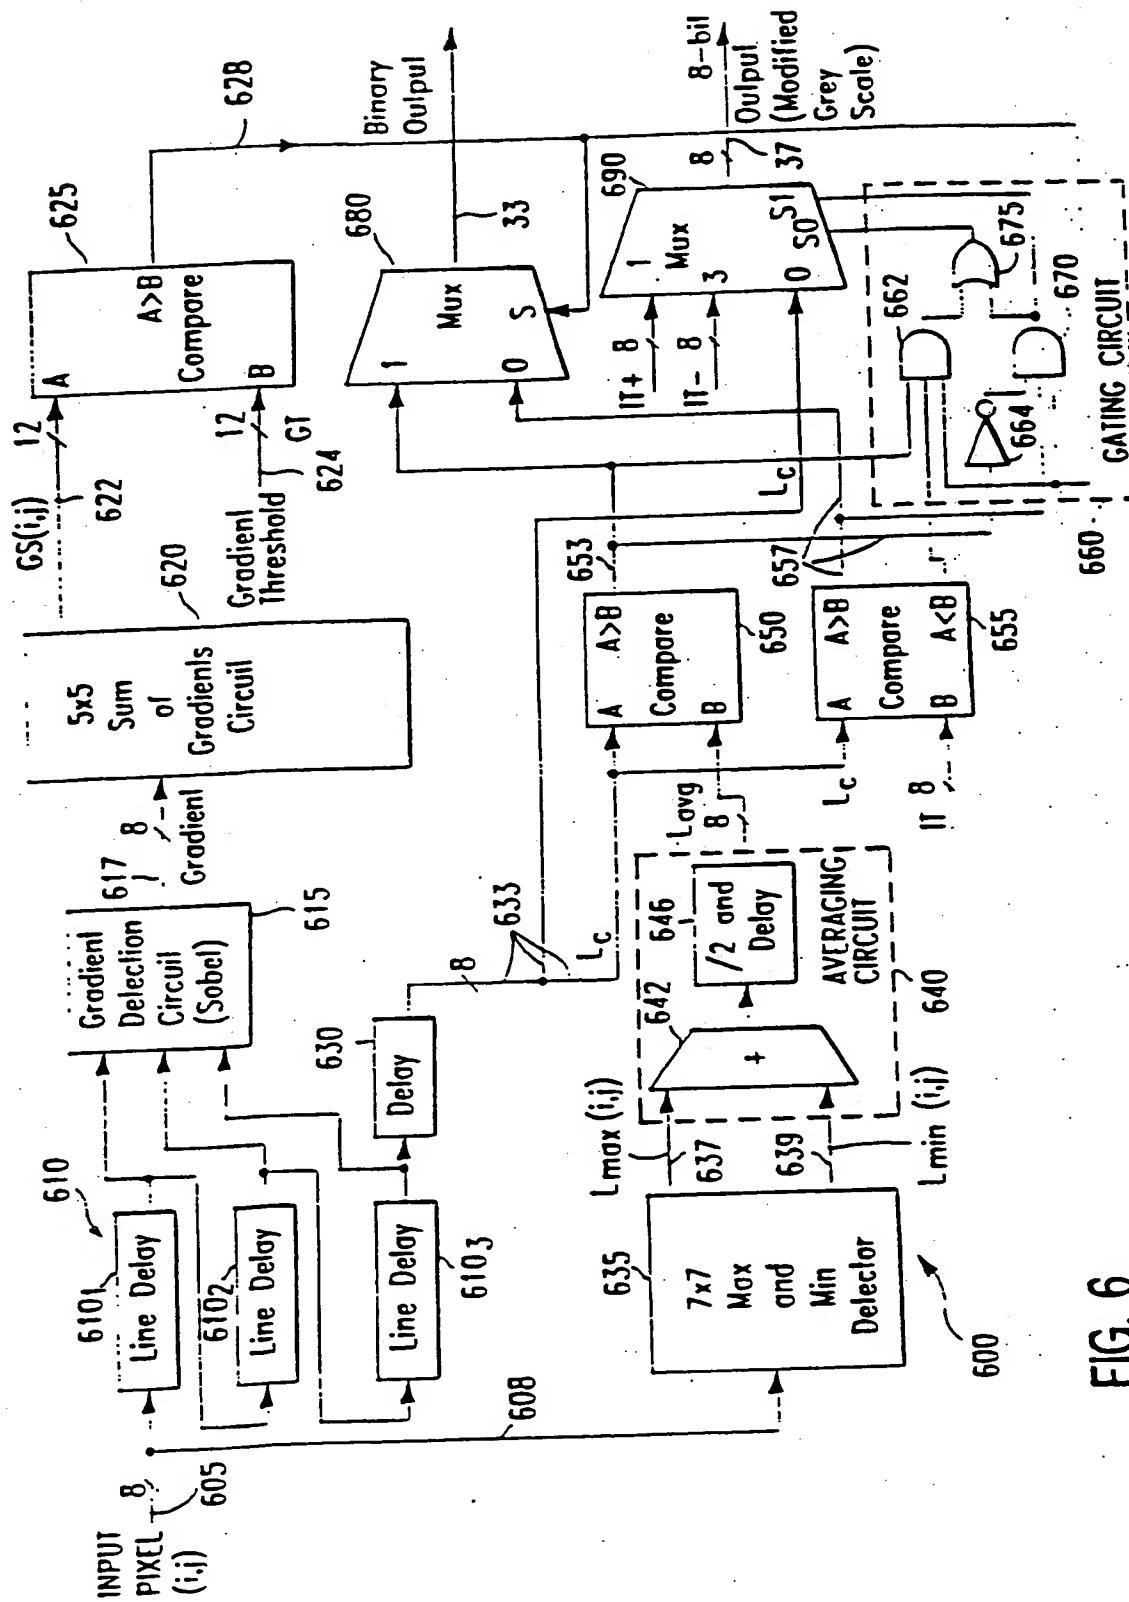 INPUT
PIXEL
(i,j)
8
605
608
610
610₁
Line Delay
610₂
Line Delay
Line Delay
610₃
630
Delay
Gradient
Detection
Circuit
(Sobel)
615
617
8
Gradient
5x5
Sum
of
Gradients
Circuit
620
GS(i,j)
12
622
Gradient
Threshold
12
GT
624
A
A>B
Compare
B
625
628
8
633
L_C
635
7x7
Max
and
Min
Detector
600
Lmax (i,j)
637
639
Lmin (i,j)
642
+
646
/2 and
Delay
AVERAGING
CIRCUIT
640
Lavg
8
L_C
IT
8
A
A>B
Compare
B
650
653
A
A>B
Compare
B
A<B
655
657
L_C
680
1
Mux
0
S
33
Binary
Output
IT+
8
IT-
8
690
1
Mux
3
0
S0
S1
8
37
8-bit
Output
(Modified
Grey
Scale)
662
664
670
675
GATING CIRCUIT
660
FIG. 6